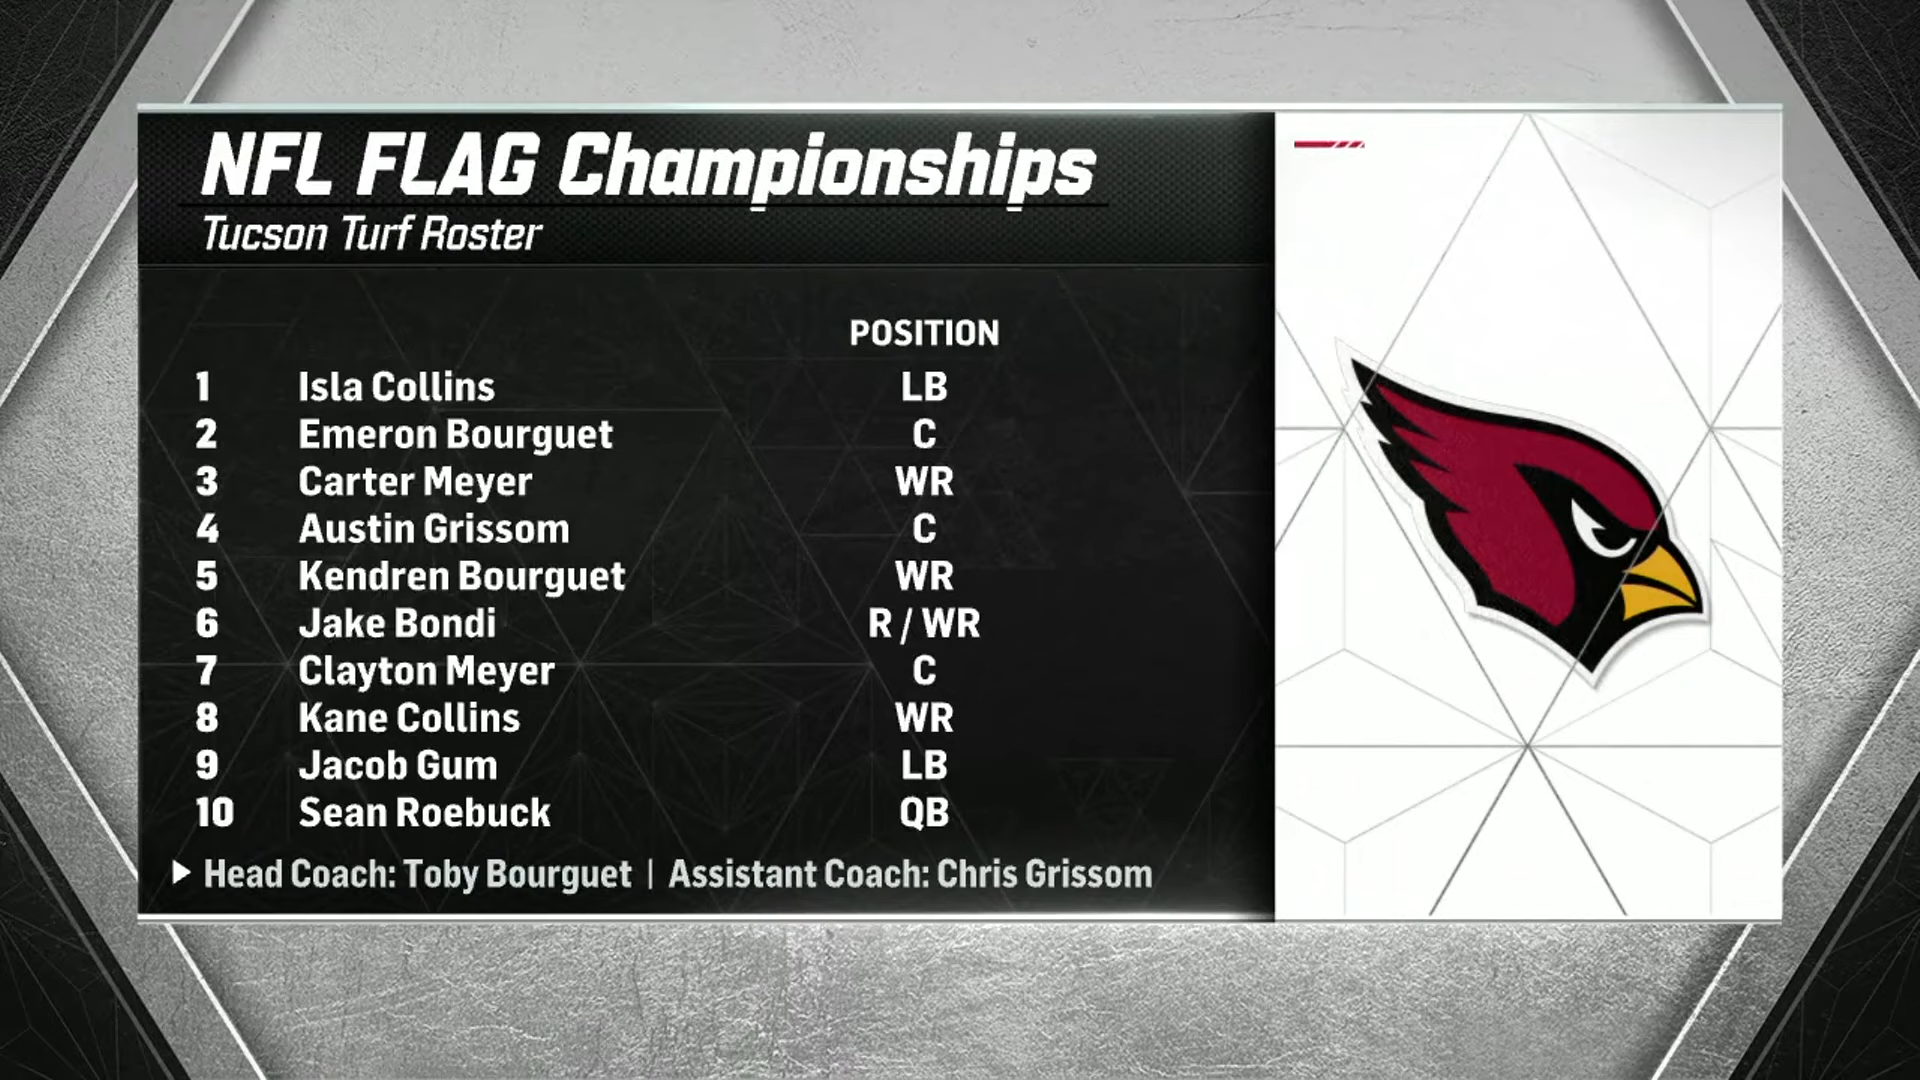 NFL FLAG Championships
Tucson Turf Roster
POSITION
1 Isla Collins LB
2 Emeron Bourguet C
3 Carter Meyer WR
4 Austin Grissom C
5 Kendren Bourguet WR
6 Jake Bondi R / WR
7 Clayton Meyer C
8 Kane Collins WR
9 Jacob Gum LB
10 Sean Roebuck QB
Head Coach: Toby Bourguet | Assistant Coach: Chris Grissom